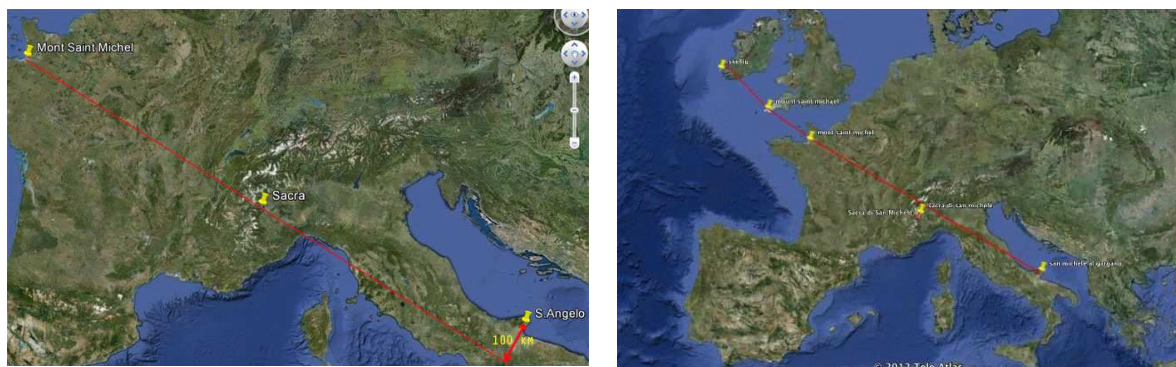 Mont Saint Michel
Sacra
S.Angelo
100 KM
skellig
mount saint michael
mont saint michel
sacra di san michele
Sacra di San Michele
san michele al gargano
© 2012 Tele Atlas